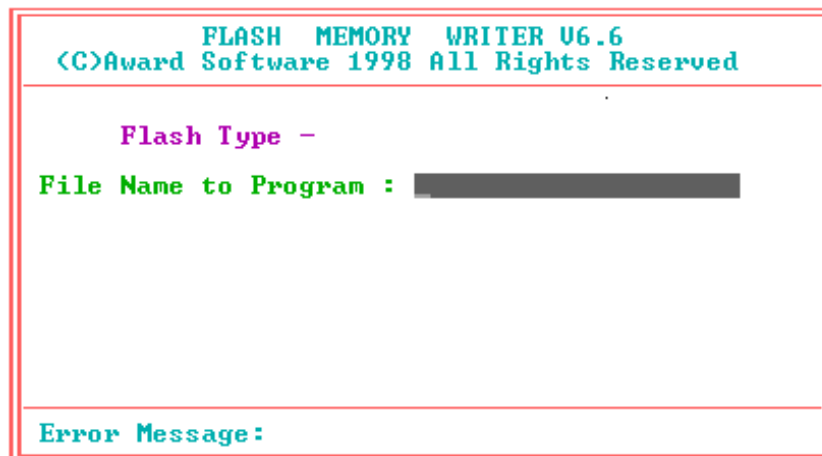 FLASH MEMORY WRITER V6.6
(C)Award Software 1998 All Rights Reserved
Flash Type -
File Name to Program :
Error Message: